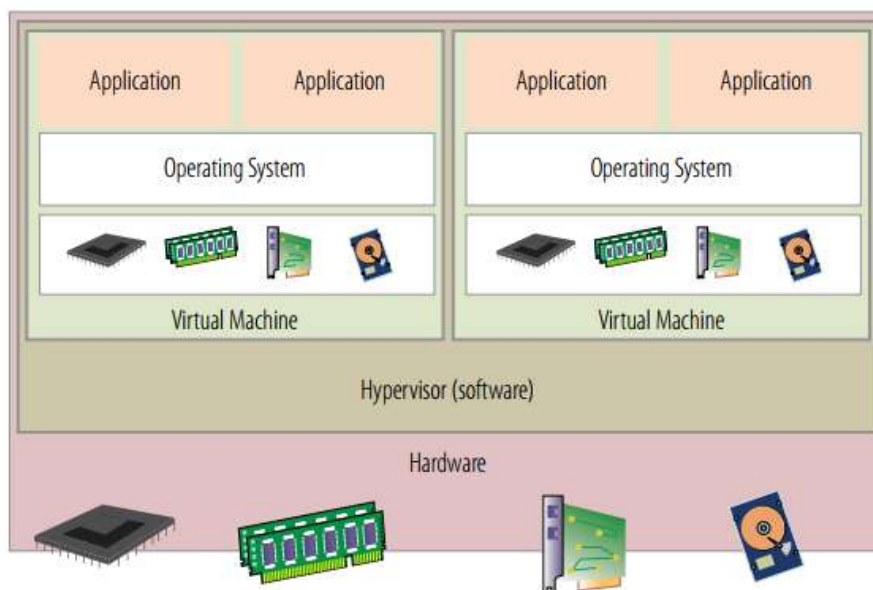 Application Application Application Application
Operating System Operating System
Virtual Machine Virtual Machine
Hypervisor (software)
Hardware